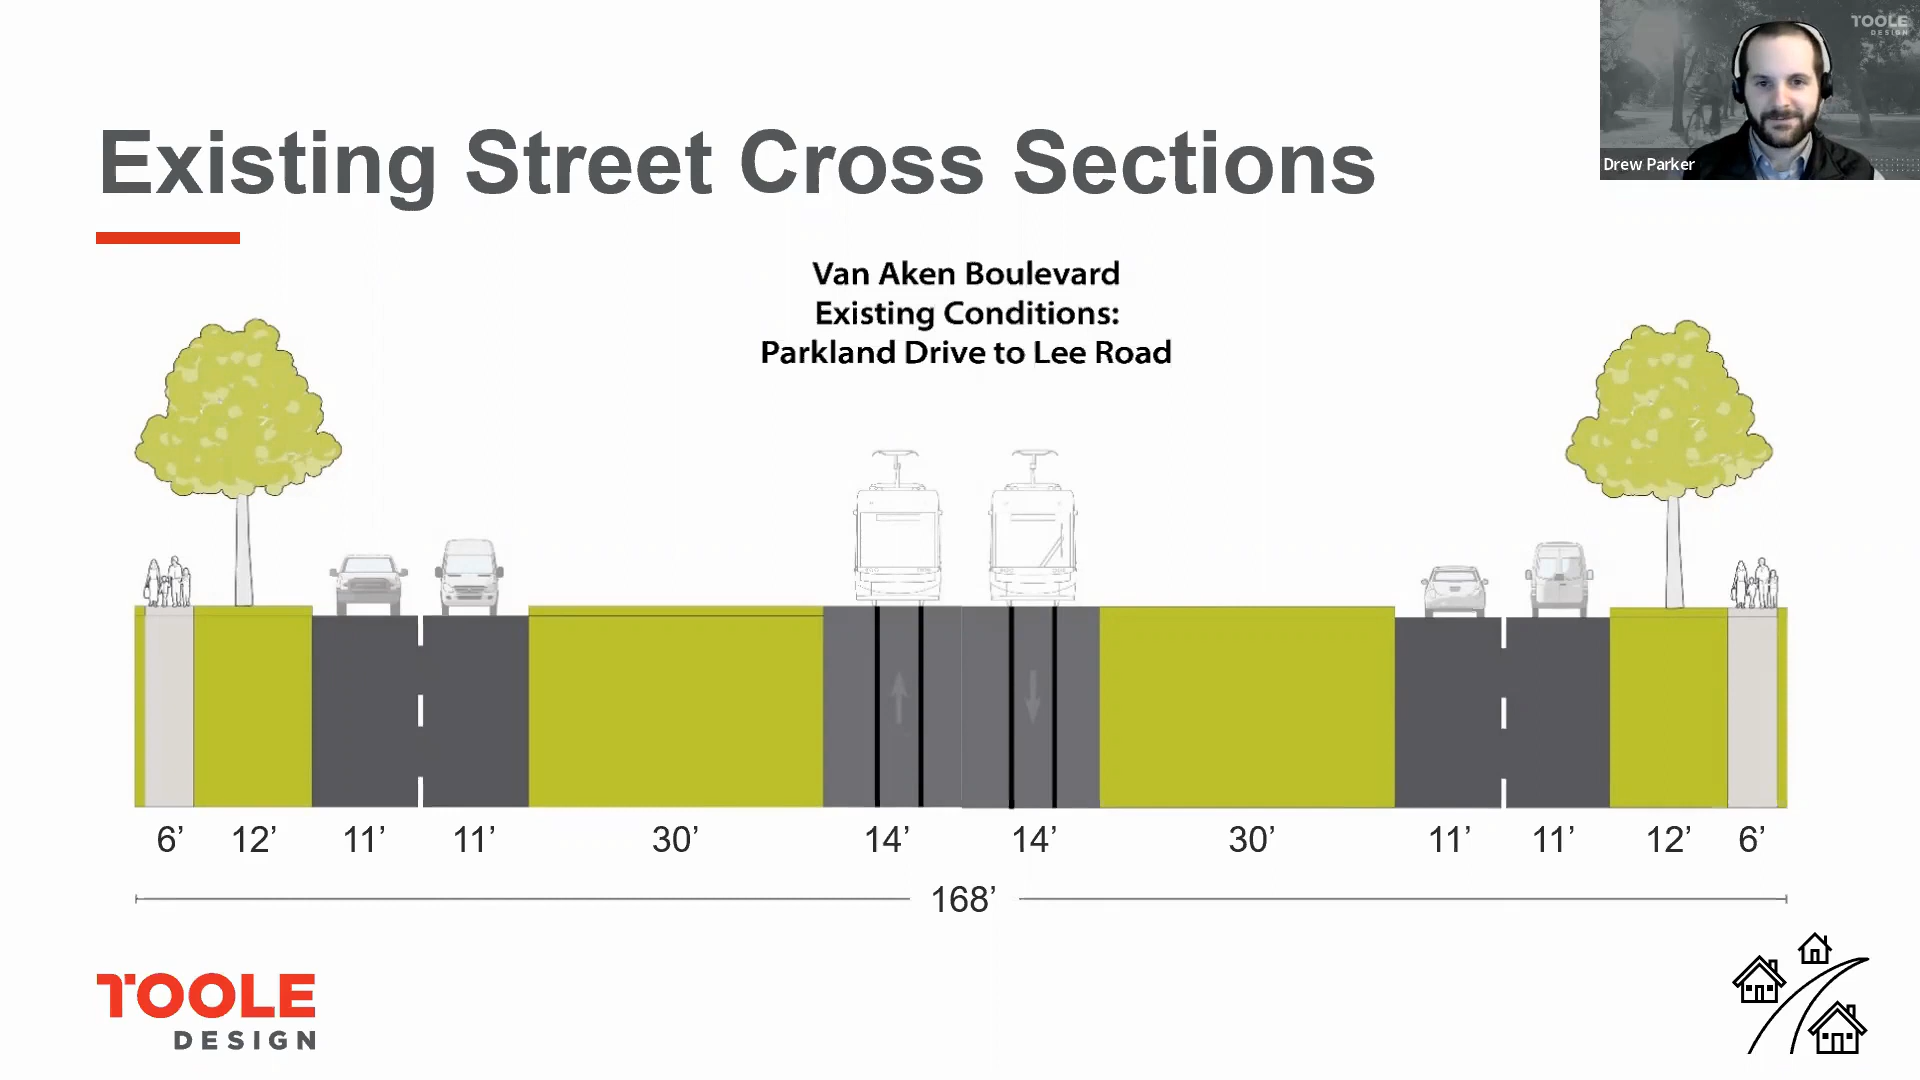 TOOLE
DESIGN
Drew Parker
Existing Street Cross Sections
Van Aken Boulevard
Existing Conditions:
Parkland Drive to Lee Road
6’ 12’ 11’ 11’ 30’ 14’ 14’ 30’ 11’ 11’ 12’ 6’
168’
TOOLE
DESIGN